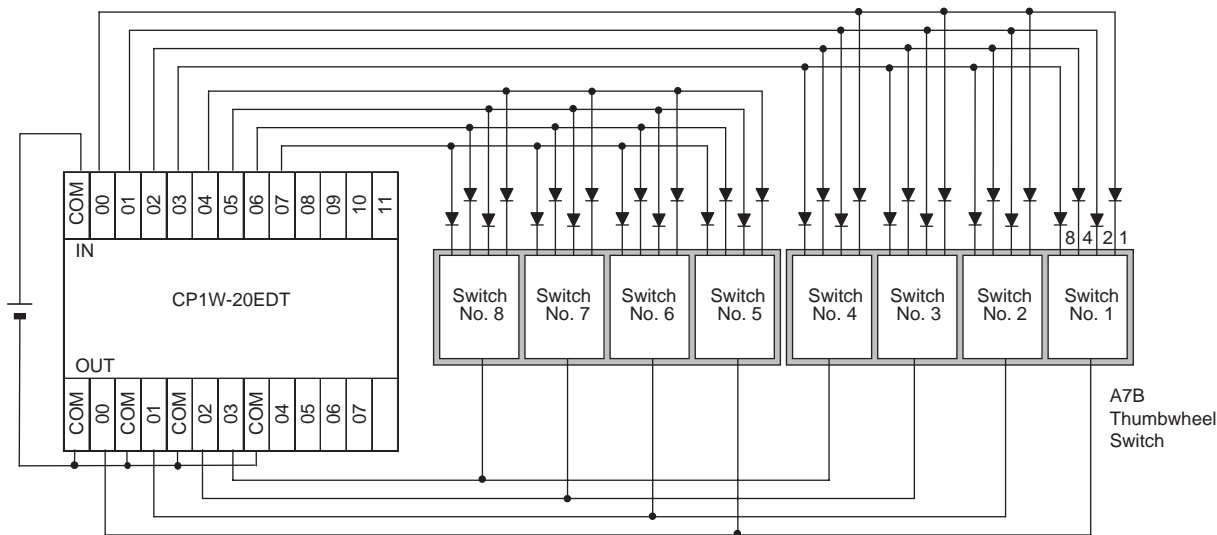 COM 00 01 02 03 04 05 06 07 08 09 10 11
IN
CP1W-20EDT
OUT
COM 00 COM 01 COM 02 03 COM 04 05 06 07
8 4 2 1
Switch
No. 8
Switch
No. 7
Switch
No. 6
Switch
No. 5
Switch
No. 4
Switch
No. 3
Switch
No. 2
Switch
No. 1
A7B
Thumbwheel
Switch